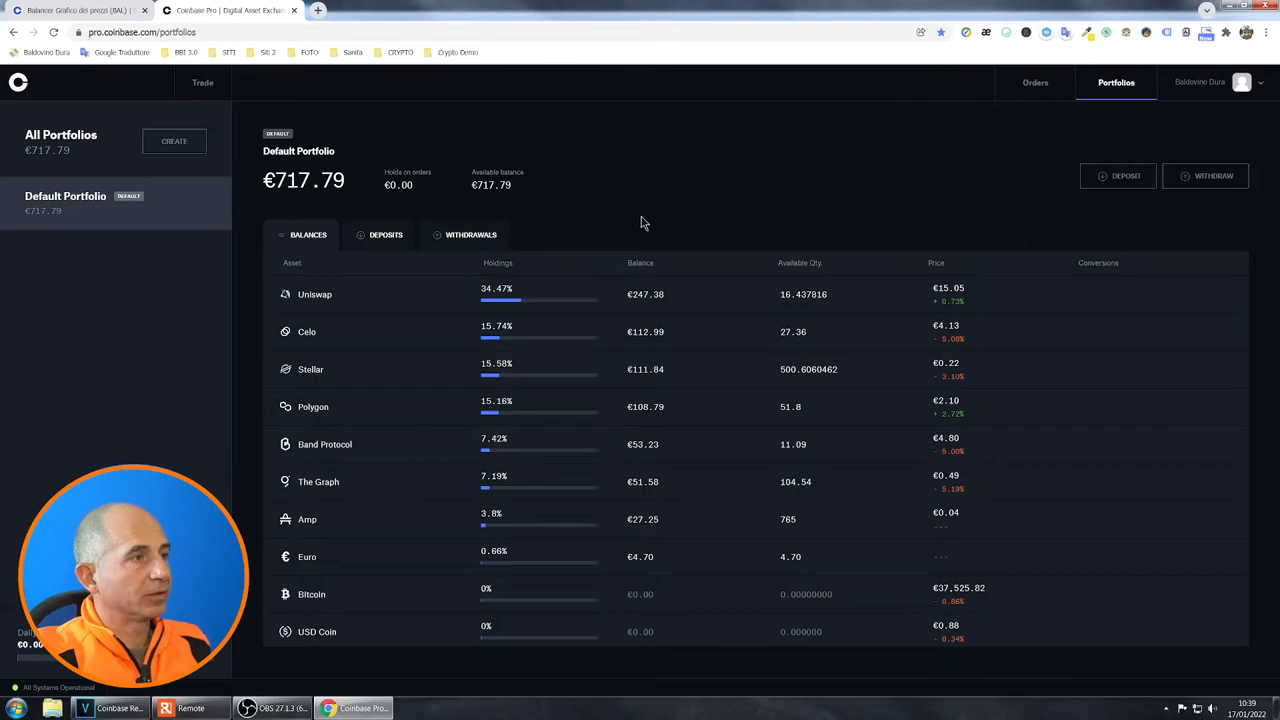 Balancer Grafico dei prezzi (BAL) |
Coinbase Pro | Digital Asset Exchan
pro.coinbase.com/portfolios
Baldovino Dura
Google Traduttore
BBI 3.0
SITI
Siti 2
FOTO
Sanita
CRYPTO
Crypto Demo
Trade
Orders
Portfolios
Baldovino Dura
All Portfolios
€717.79
CREATE
Default Portfolio DEFAULT
€717.79
DEFAULT
Default Portfolio
€717.79
Holds on orders
€0.00
Available balance
€717.79
DEPOSIT
WITHDRAW
BALANCES
DEPOSITS
WITHDRAWALS
Asset Holdings Balance Available Qty. Price Conversions
Uniswap 34.47% €247.38 16.437816 €15.05
+ 0.73%
Celo 15.74% €112.99 27.36 €4.13
- 5.08%
Stellar 15.58% €111.84 500.6060462 €0.22
- 3.10%
Polygon 15.16% €108.79 51.8 €2.10
+ 2.72%
Band Protocol 7.42% €53.23 11.09 €4.80
- 5.00%
The Graph 7.19% €51.58 104.54 €0.49
- 5.19%
Amp 3.8% €27.25 765 €0.04
---
Euro 0.66% €4.70 4.70 ---
Bitcoin 0% €0.00 0.00000000 €37,525.82
- 0.86%
USD Coin 0% €0.00 0.000000 €0.88
- 0.34%
€0.00
All Systems Operational
Coinbase Re...
Remote
OBS 27.1.3 (6...
Coinbase Pro...
10:39
17/01/2022